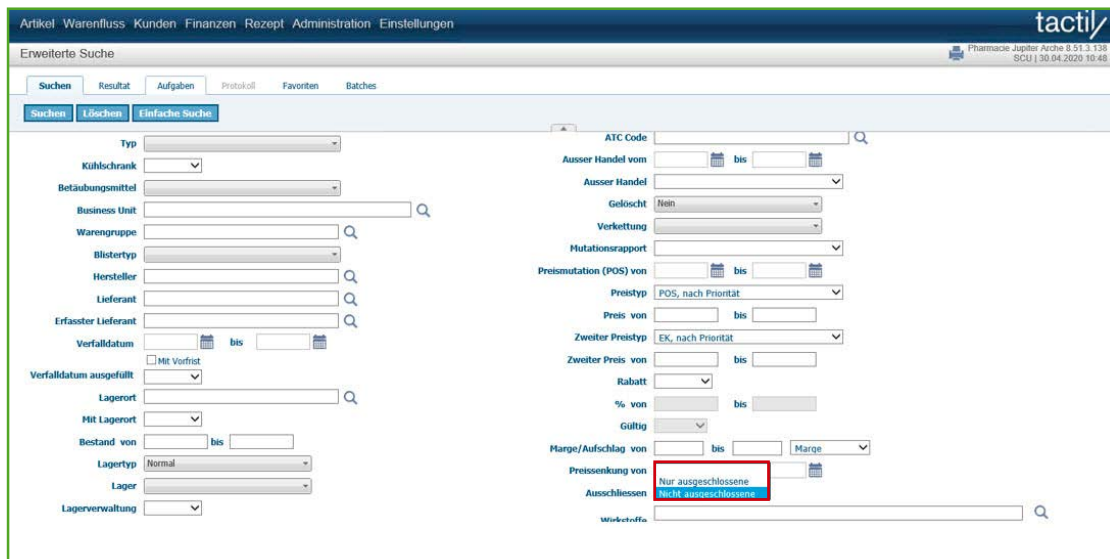 Artikel Warenfluss Kunden Finanzen Rezept Administration Einstellungen
tactily
Erweiterte Suche
Pharmacie Jupiter Arche 8.51.3.138
SCU | 30.04.2020 10:48
Suchen Resultat Aufgaben Protokoll Favoriten Batches
Suchen Löschen Einfache Suche
Typ
Kühlschrank
Betäubungsmittel
Business Unit
Warengruppe
Blistertyp
Hersteller
Lieferant
Erfasster Lieferant
Verfalldatum bis
Mit Vorfrist
Verfalldatum ausgefüllt
Lagerort
Mit Lagerort
Bestand von bis
Lagertyp Normal
Lager
Lagerverwaltung
ATC Code
Ausser Handel vom bis
Ausser Handel
Gelöscht Nein
Verkettung
Mutationsrapport
Preismutation (POS) von bis
Preistyp POS, nach Priorität
Preis von bis
Zweiter Preistyp EK, nach Priorität
Zweiter Preis von bis
Rabatt
% von bis
Gültig
Marge/Aufschlag von bis Marge
Preissenkung von
Nur ausgeschlossene
Ausschliessen Nicht ausgeschlossene
Wirkstoffe